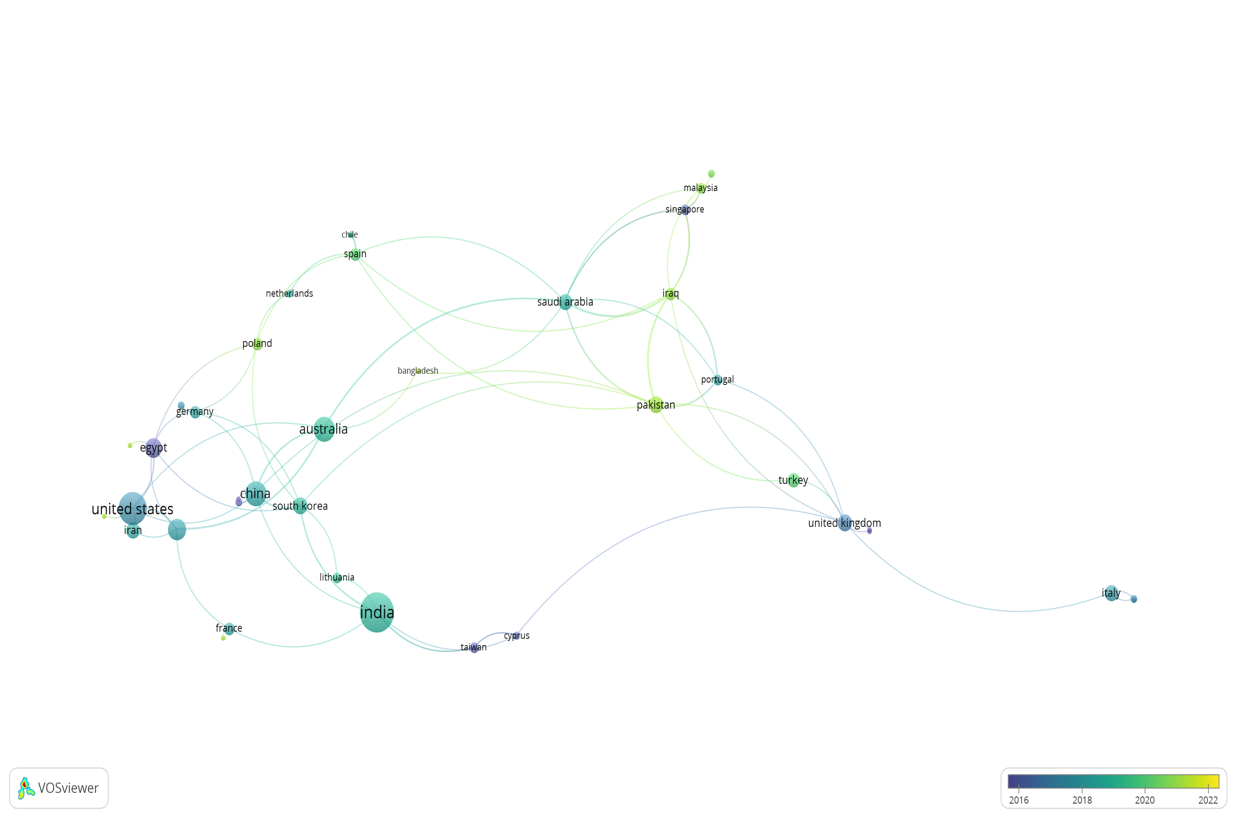 malaysia
singapore
chile
spain
netherlands
iraq
saudi arabia
poland
bangladesh
portugal
pakistan
germany
australia
egypt
turkey
china
united states
south korea
united kingdom
iran
lithuania
italy
india
france
cyprus
taiwan
VOSviewer
2016 2018 2020 2022